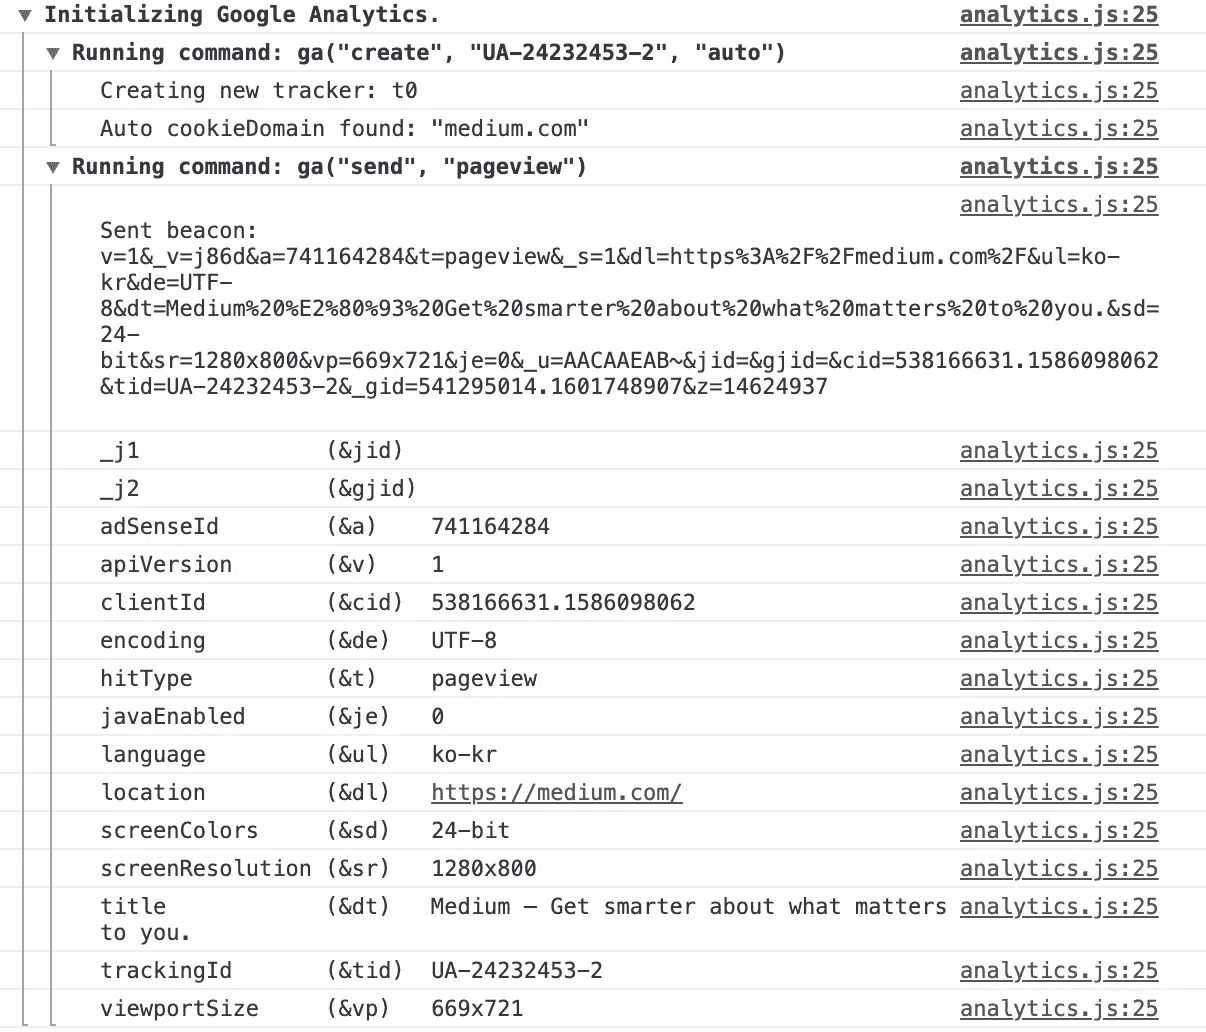 ▼ Initializing Google Analytics. analytics.js:25
▼ Running command: ga("create", "UA-24232453-2", "auto") analytics.js:25
Creating new tracker: t0 analytics.js:25
Auto cookieDomain found: "medium.com" analytics.js:25
▼ Running command: ga("send", "pageview") analytics.js:25
analytics.js:25
Sent beacon:
v=1&_v=j86d&a=741164284&t=pageview&_s=1&dl=https%3A%2F%2Fmedium.com%2F&ul=ko-
kr&de=UTF-
8&dt=Medium%20%E2%80%93%20Get%20smarter%20about%20what%20matters%20to%20you.&sd=
24-
bit&sr=1280x800&vp=669x721&je=0&_u=AACAAEAB~&jid=&gjid=&cid=538166631.1586098062
&tid=UA-24232453-2&_gid=541295014.1601748907&z=14624937
_j1 (&jid) analytics.js:25
_j2 (&gjid) analytics.js:25
adSenseId (&a) 741164284 analytics.js:25
apiVersion (&v) 1 analytics.js:25
clientId (&cid) 538166631.1586098062 analytics.js:25
encoding (&de) UTF-8 analytics.js:25
hitType (&t) pageview analytics.js:25
javaEnabled (&je) 0 analytics.js:25
language (&ul) ko-kr analytics.js:25
location (&dl) https://medium.com/ analytics.js:25
screenColors (&sd) 24-bit analytics.js:25
screenResolution (&sr) 1280x800 analytics.js:25
title (&dt) Medium – Get smarter about what matters analytics.js:25
to you.
trackingId (&tid) UA-24232453-2 analytics.js:25
viewportSize (&vp) 669x721 analytics.js:25